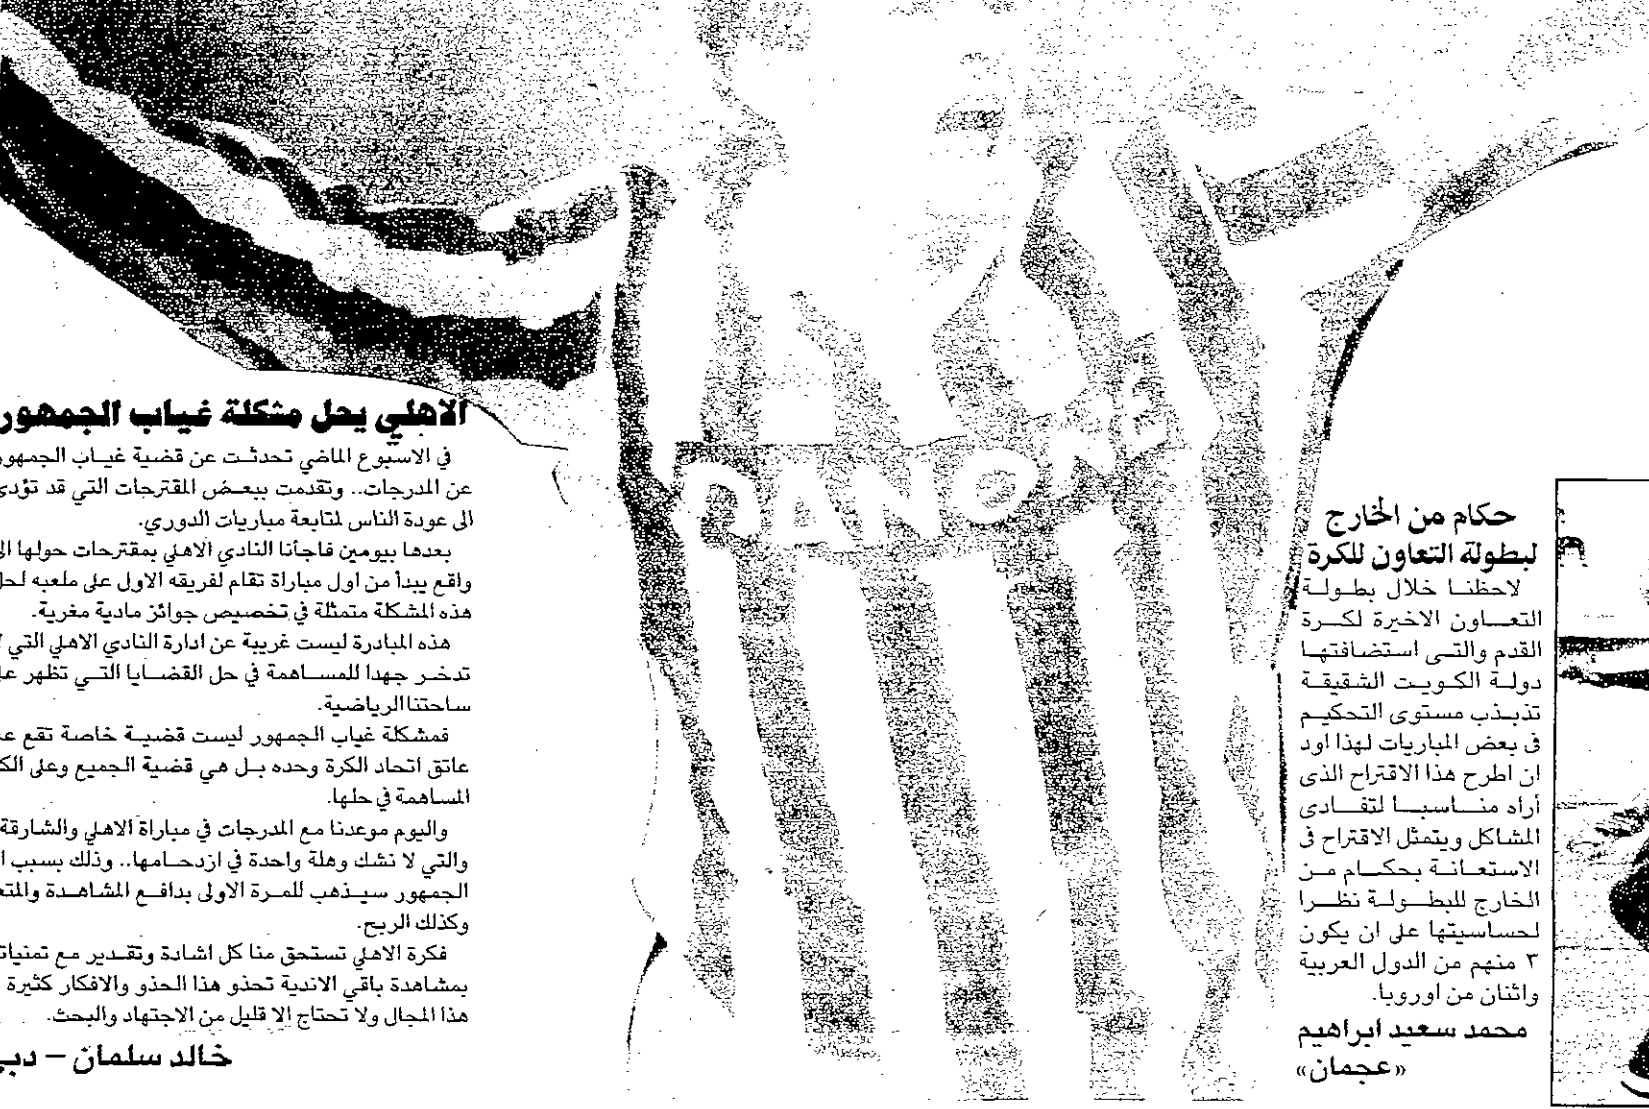 حكام من الخارج
لبطولة التعاون للكرة
لاحظنا خلال بطولة
التعاون الاخيرة لكرة
القدم والتى استضافتها
دولة الكويت الشقيقة
تذبذب مستوى التحكيم
فى بعض المباريات لهذا اود
ان اطرح هذا الاقتراح الذى
أراه مناسبا لتفادى
المشاكل ويتمثل الاقتراح فى
الاستعانة بحكام من
الخارج للبطولة نظرا
لحساسيتها على ان يكون
٣ منهم من الدول العربية
واثنان من اوروبا.
محمد سعيد ابراهيم
«عجمان»
DANONE
الاهلي يحل مشكلة غياب الجمهور
في الاسبوع الماضي تحدثت عن قضية غياب الجمهور
عن المدرجات.. وتقدمت ببعض المقترحات التي قد تؤدي
الى عودة الناس لمتابعة مباريات الدوري.
بعدها بيومين فاجأنا النادي الاهلي بمقترحات حولها
واقع يبدأ من اول مباراة تقام لفريقه الاول على ملعبه لحل
هذه المشكلة متمثلة في تخصيص جوائز مادية مغرية.
هذه المبادرة ليست غريبة عن ادارة النادي الاهلي التي
تدخر جهدا للمساهمة في حل القضايا التي تظهر
ساحتنا الرياضية.
فمشكلة غياب الجمهور ليست قضية خاصة تقع
عاتق اتحاد الكرة وحده بل هي قضية الجميع وعلى
المساهمة في حلها.
واليوم موعدنا مع المدرجات في مباراة الاهلي والشارقة
والتي لا نشك وهلة واحدة في ازدحامها.. وذلك بسبب
الجمهور سيذهب للمرة الاولى بدافع المشاهدة
وكذلك الربح.
فكرة الاهلي تستحق منا كل اشادة وتقدير مع
بمشاهدة باقي الاندية تحذو هذا الحذو والافكار كثيرة
هذا المجال ولا تحتاج الا قليل من الاجتهاد والبحث.
خالد سلمان – دبي